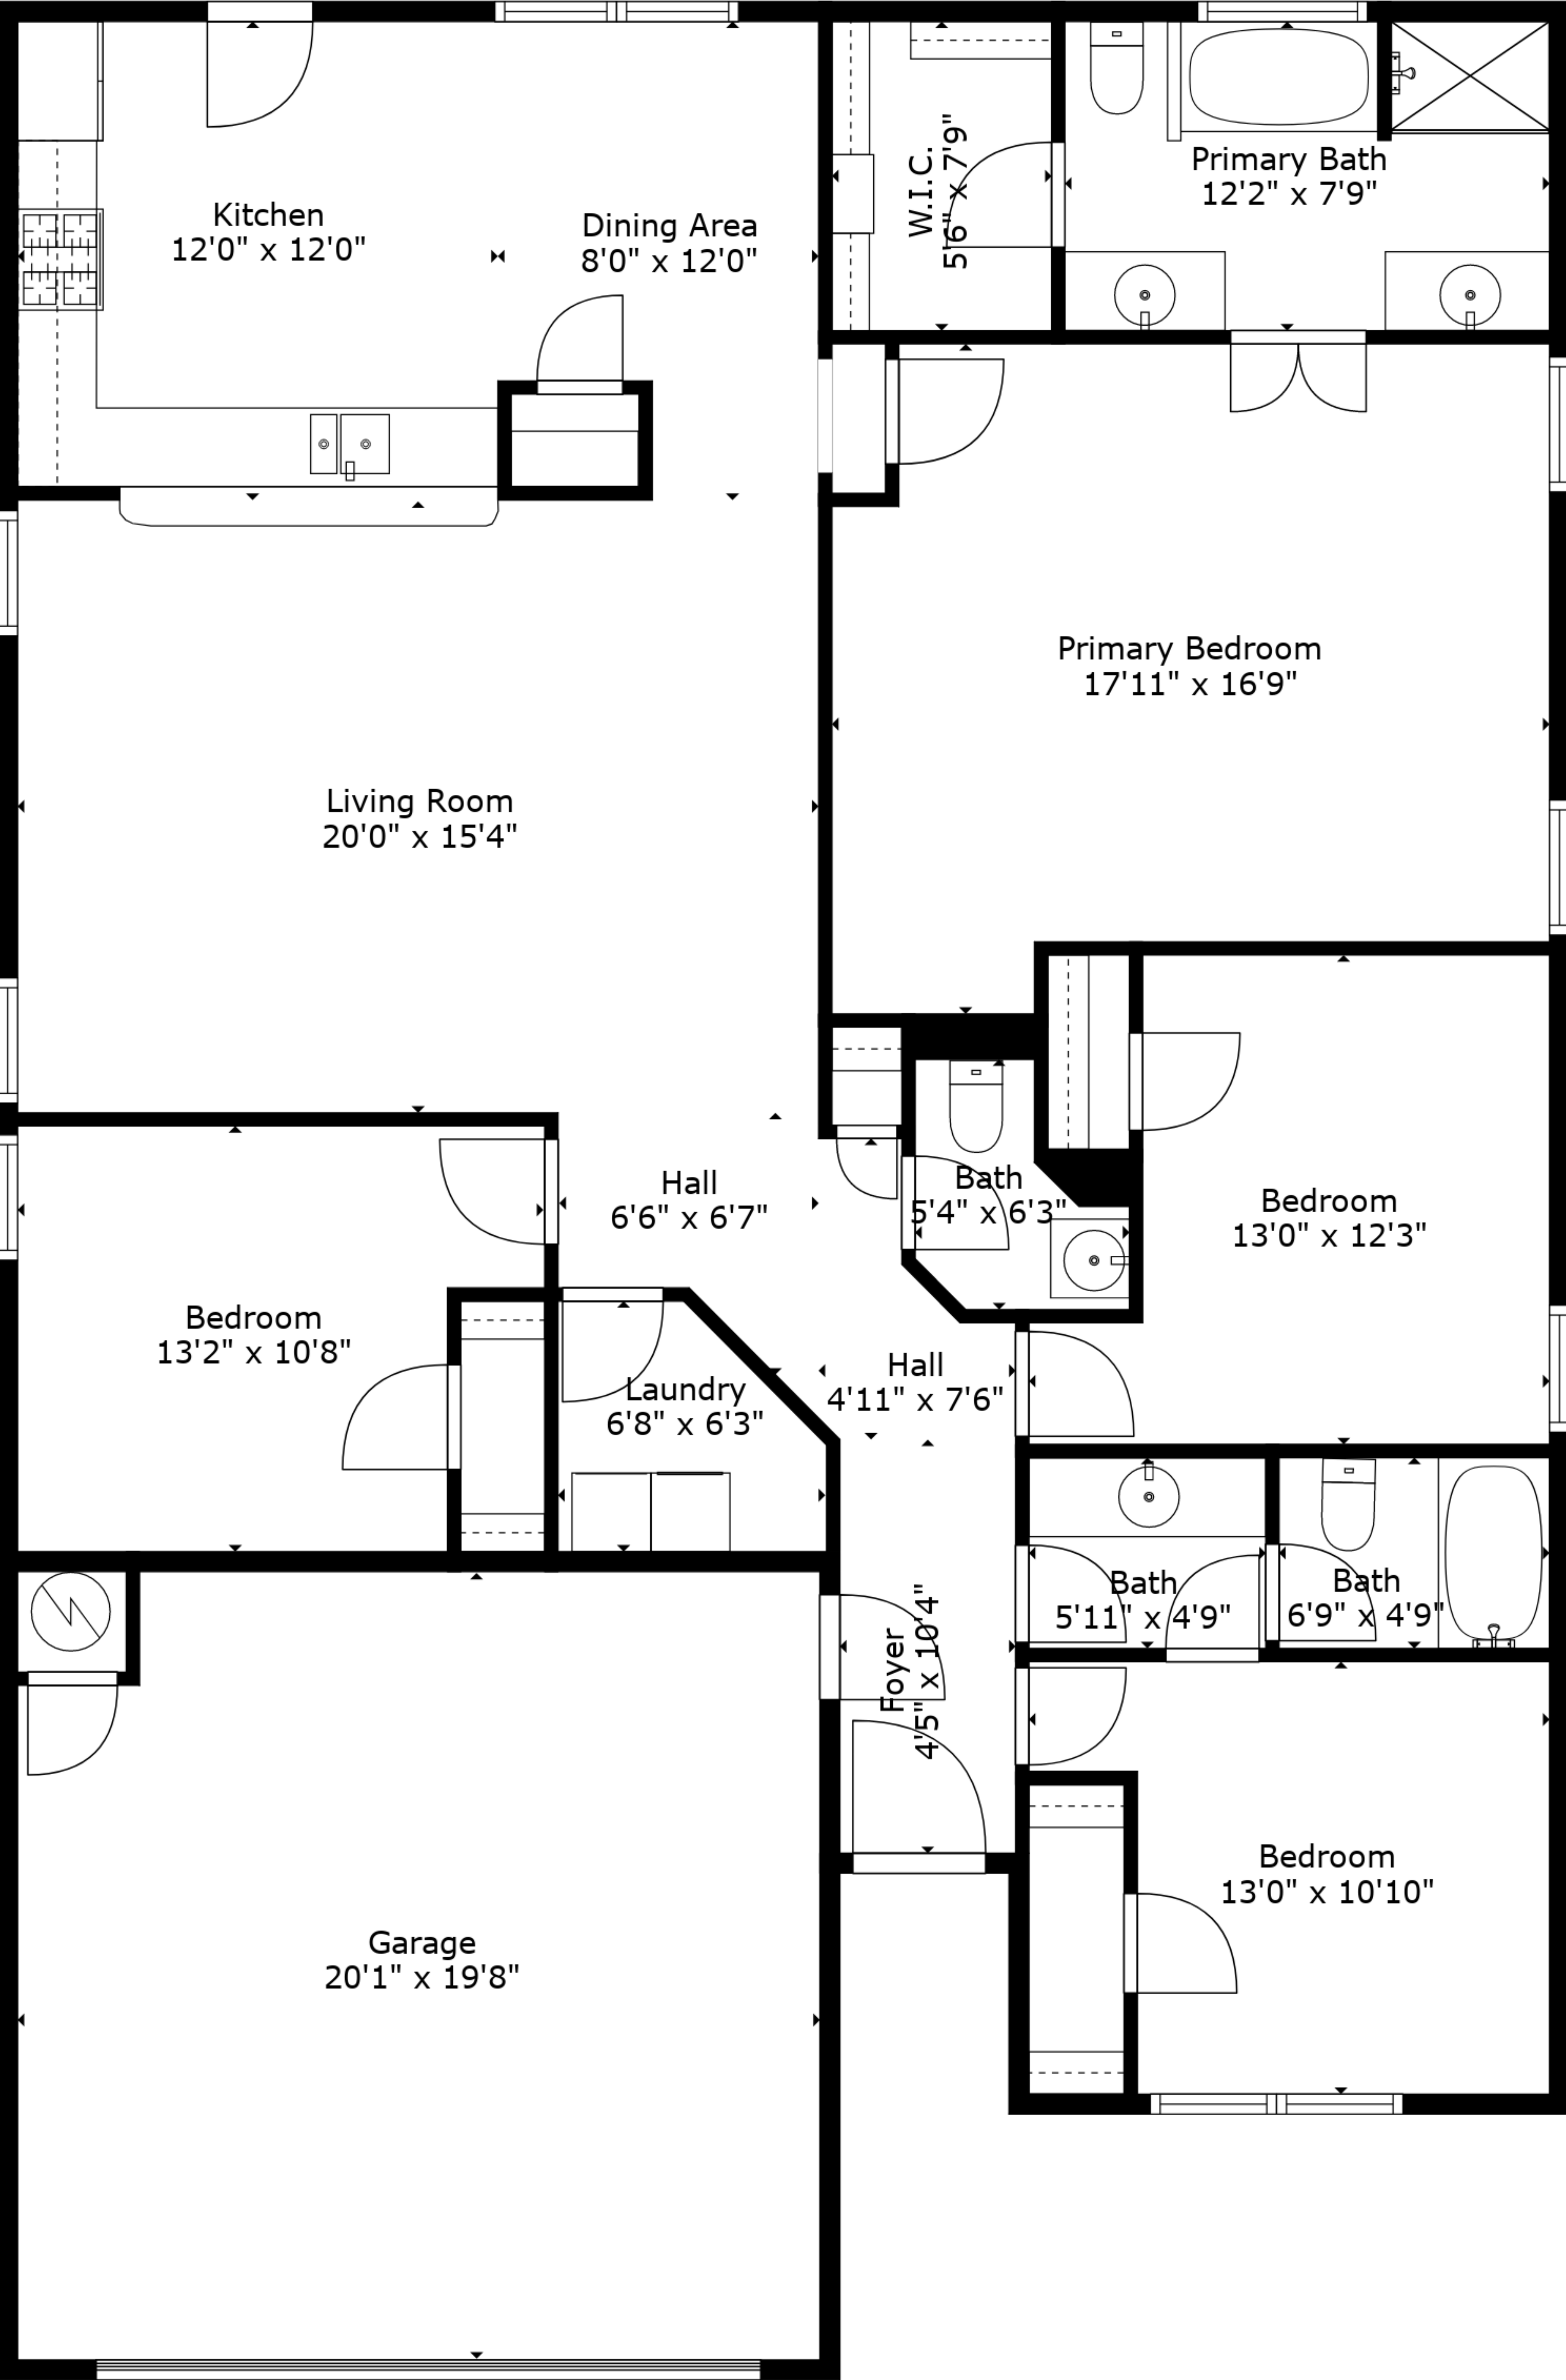 Kitchen
12'0" x 12'0"
Dining Area
8'0" x 12'0"
W.I.C.
5'6" x 7'9"
Primary Bath
12'2" x 7'9"
Primary Bedroom
17'11" x 16'9"
Living Room
20'0" x 15'4"
Hall
6'6" x 6'7"
Bath
5'4" x 6'3"
Bedroom
13'0" x 12'3"
Bedroom
13'2" x 10'8"
Laundry
6'8" x 6'3"
Hall
4'11" x 7'6"
Bath
5'11" x 4'9"
Bath
6'9" x 4'9"
Foyer
4'5" x 10'4"
Bedroom
13'0" x 10'10"
Garage
20'1" x 19'8"